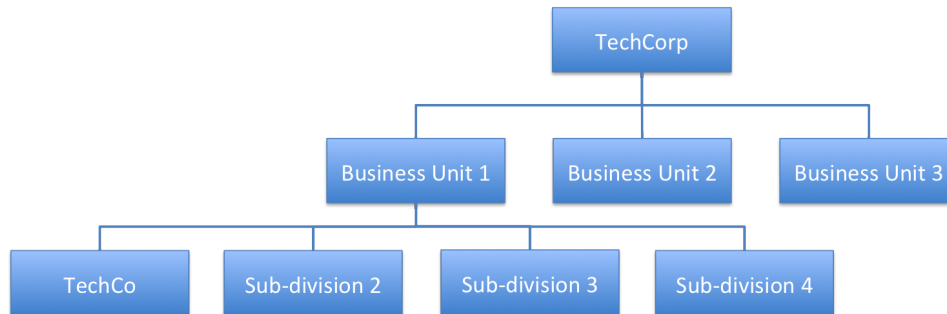 TechCorp
Business Unit 1
Business Unit 2
Business Unit 3
TechCo
Sub-division 2
Sub-division 3
Sub-division 4